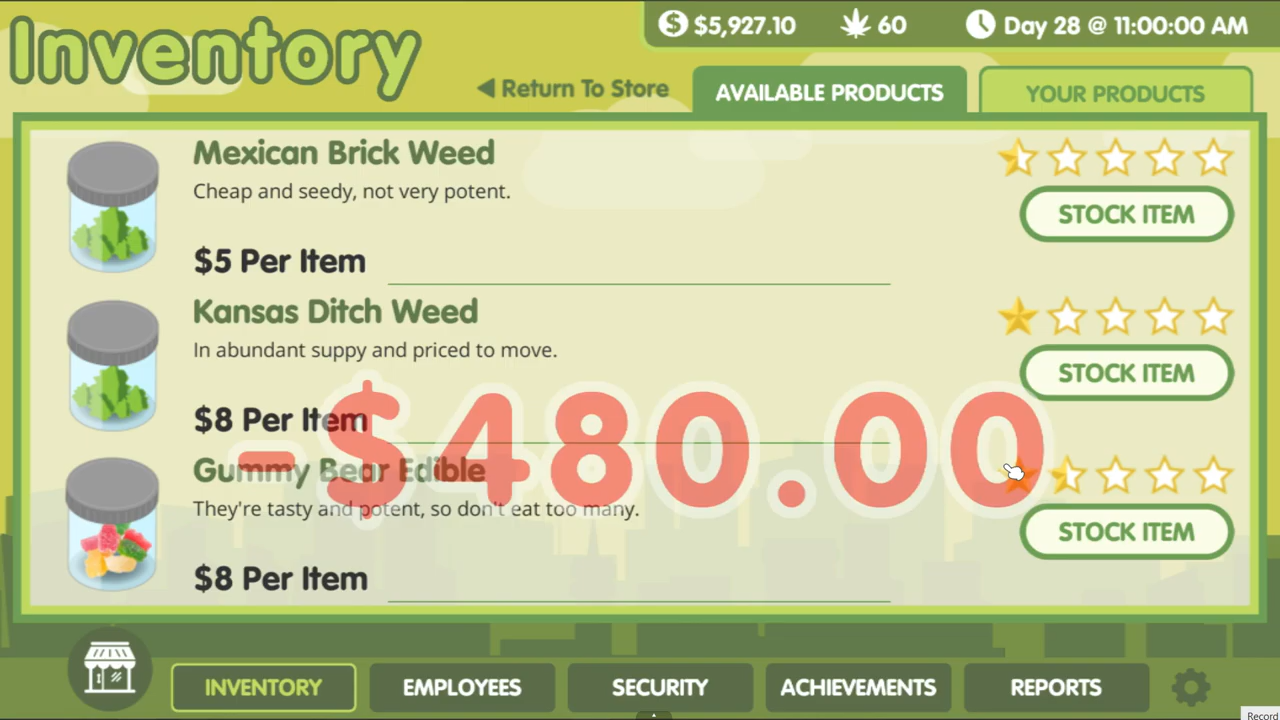 Inventory
$5,927.10
60
Day 28 @ 11:00:00 AM
Return To Store
AVAILABLE PRODUCTS
YOUR PRODUCTS
Mexican Brick Weed
Cheap and seedy, not very potent.
$5 Per Item
STOCK ITEM
Kansas Ditch Weed
In abundant suppy and priced to move.
$8 Per Item
STOCK ITEM
-$480.00
Gummy Bear Edible
They're tasty and potent, so don't eat too many.
$8 Per Item
STOCK ITEM
INVENTORY
EMPLOYEES
SECURITY
ACHIEVEMENTS
REPORTS
Record